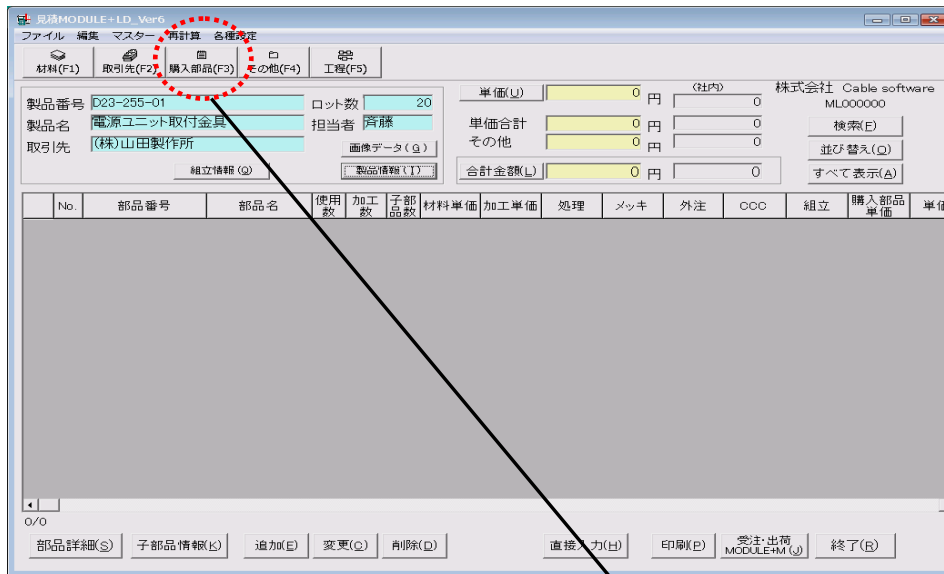 見積MODULE+LD_Ver6
ファイル 編集 マスター 再計算 各種設定
材料(F1) 取引先(F2) 購入部品(F3) その他(F4) 工程(F5)
製品番号 D23-255-01 ロット数 20 単価(U) 0 円 (社内) 0 株式会社 Cable software
ML000000
製品名 電源ユニット取付金具 担当者 斉藤 単価合計 0 円 0 検索(F)
取引先 (株)山田製作所 画像データ(G) その他 0 円 0 並び替え(O)
組立情報(Q) 製品情報(T) 合計金額(L) 0 円 0 すべて表示(A)
No. 部品番号 部品名 使用数 加工数 子部品数 材料単価 加工単価 処理 メッキ 外注 CCC 組立 購入部品単価
0/0
部品詳細(S) 子部品情報(K) 追加(E) 変更(C) 削除(D) 直接入力(H) 印刷(P) 受注・出荷 MODULE+M(J) 終了(R)